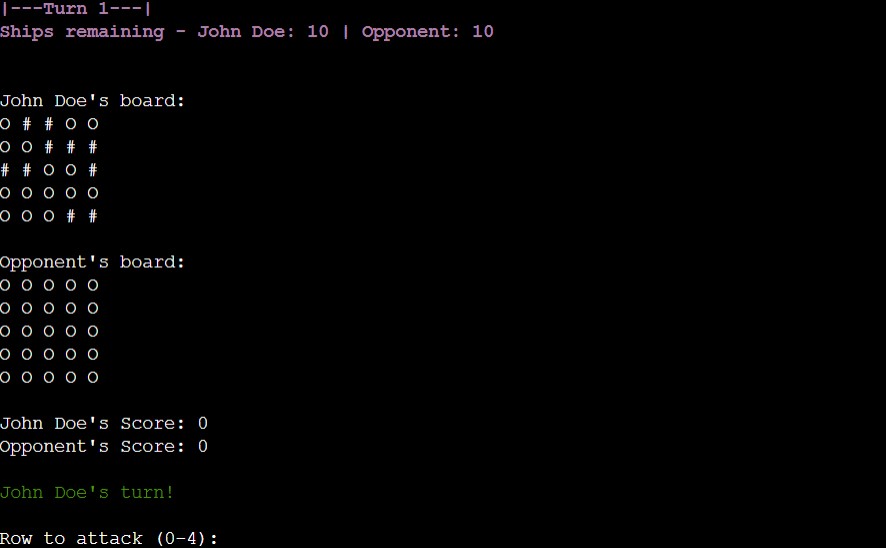 |---Turn 1---|
Ships remaining - John Doe: 10 | Opponent: 10
John Doe's board:
O # # O O
O O # # #
# # O O #
O O O O O
O O O # #
Opponent's board:
O O O O O
O O O O O
O O O O O
O O O O O
O O O O O
John Doe's Score: 0
Opponent's Score: 0
John Doe's turn!
Row to attack (0-4):